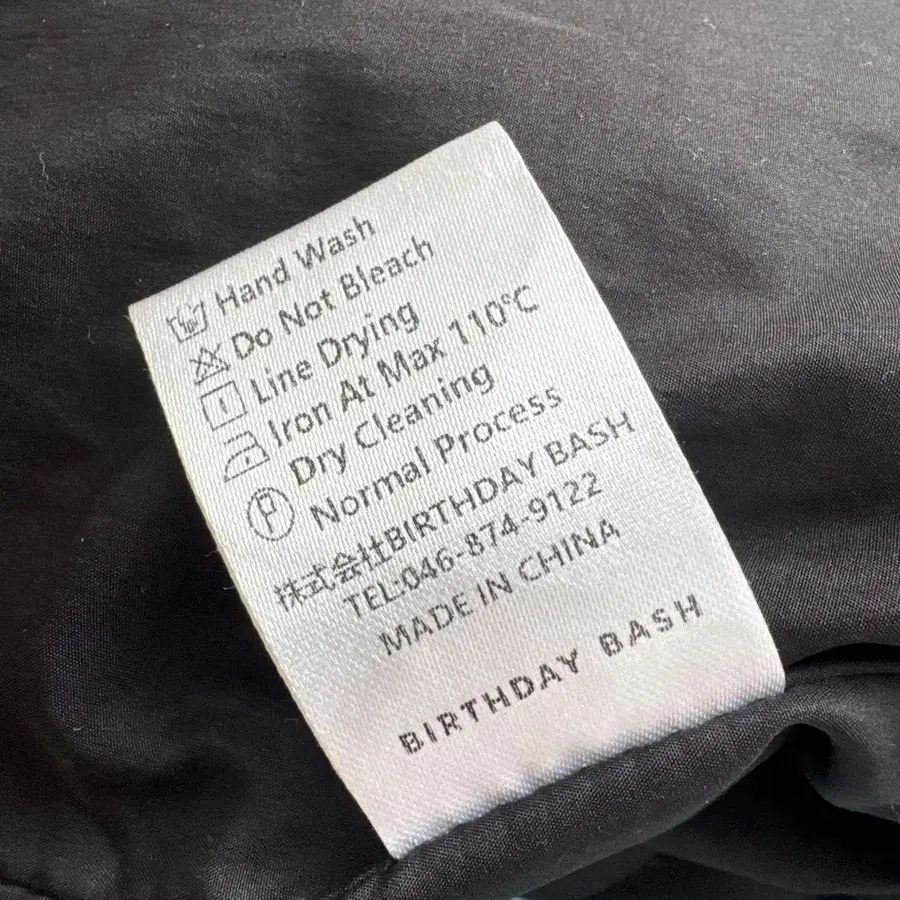 Hand Wash
Do Not Bleach
Line Drying
Iron At Max 110°C
Dry Cleaning
P Normal Process
株式会社BIRTHDAY BASH
TEL:046-874-9122
MADE IN CHINA
BIRTHDAY BASH